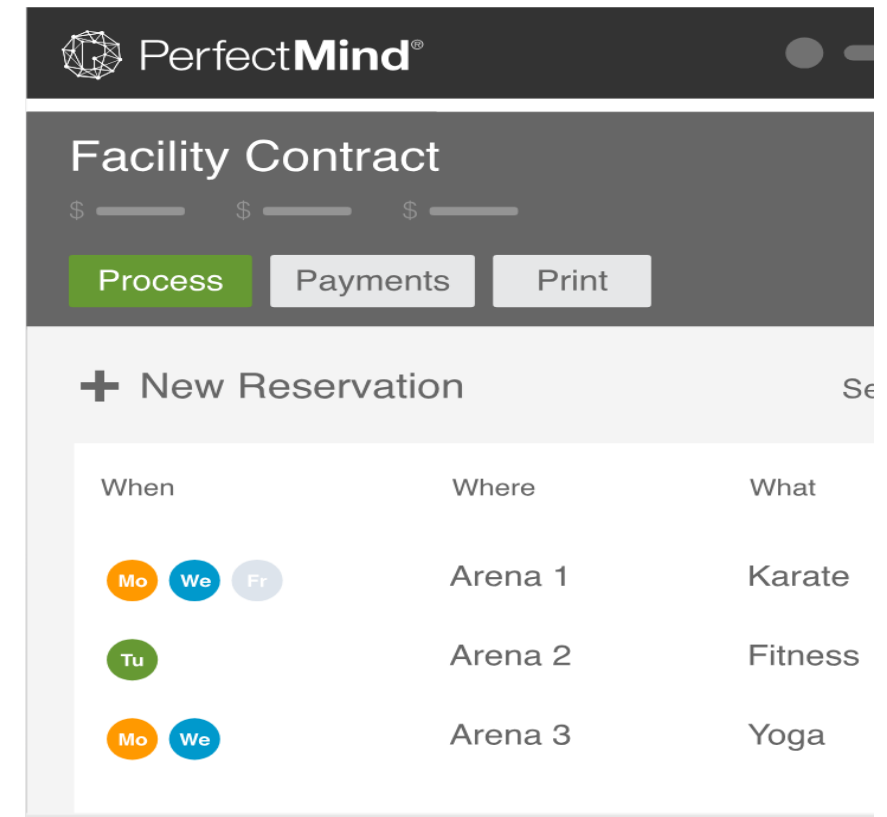 PerfectMind®
Facility Contract
$ $ $
Process Payments Print
+ New Reservation Se
When Where What
Mo We Fr Arena 1 Karate
Tu Arena 2 Fitness
Mo We Arena 3 Yoga